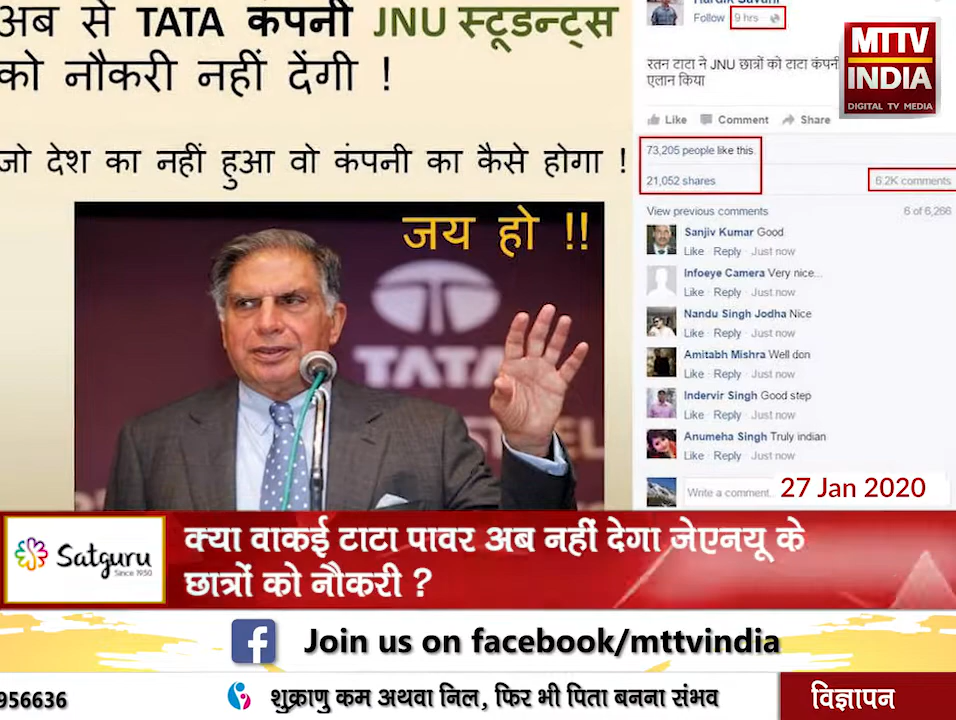 अब से TATA कंपनी JNU स्टूडन्ट्स
को नौकरी नहीं देंगी !
जो देश का नहीं हुआ वो कंपनी का कैसे होगा !
जय हो !!
TATA
Follow 9 hrs
रतन टाटा ने JNU छात्रों को टाटा कंपनी
एलान किया
Like Comment Share
73,205 people like this.
21,052 shares
6.2K comments
View previous comments
6 of 6,266
Sanjiv Kumar Good
Like · Reply · Just now
Infoeye Camera Very nice...
Like · Reply · Just now
Nandu Singh Jodha Nice
Like · Reply · Just now
Amitabh Mishra Well don
Like · Reply · Just now
Indervir Singh Good step
Like · Reply · Just now
Anumeha Singh Truly indian
Like · Reply · Just now
Write a comment
27 Jan 2020
MTTV
INDIA
DIGITAL TV MEDIA
Satguru
Since 1950
क्या वाकई टाटा पावर अब नहीं देगा जेएनयू के
छात्रों को नौकरी ?
Join us on facebook/mttvindia
956636
शुक्राणु कम अथवा निल, फिर भी पिता बनना संभव
विज्ञापन